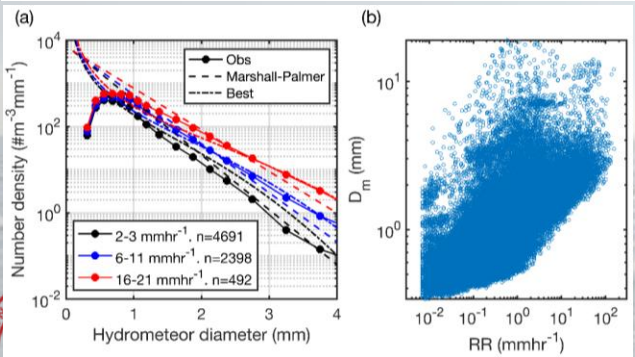 (a)
10^4
10^2
10^0
10^-2
Number density (#m^-3mm^-1)
Obs
Marshall-Palmer
Best
2-3 mmhr^-1. n=4691
6-11 mmhr^-1. n=2398
16-21 mmhr^-1. n=492
0 1 2 3 4
Hydrometeor diameter (mm)
(b)
10^1
10^0
D_m (mm)
10^-2 10^-1 10^0 10^1 10^2
RR (mmhr^-1)